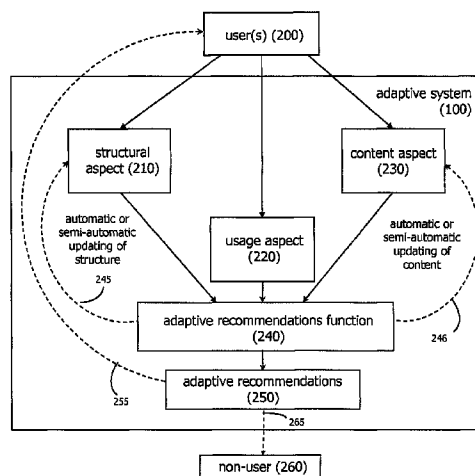 user(s) (200)
adaptive system
(100)
structural
aspect (210)
content aspect
(230)
automatic or
semi-automatic
updating of
structure
usage aspect
(220)
automatic or
semi-automatic
updating of
content
245
adaptive recommendations function
(240)
246
adaptive recommendations
(250)
255
265
non-user (260)